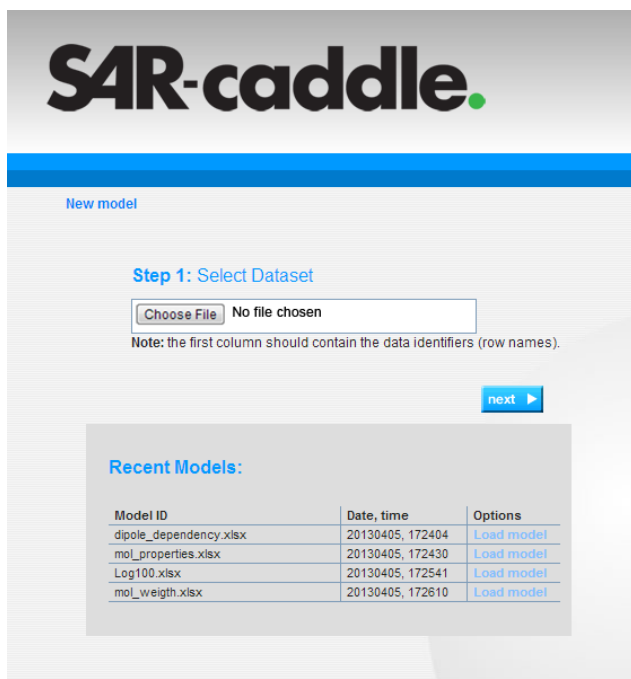 SAR-caddle.
New model
Step 1: Select Dataset
Choose File No file chosen
Note: the first column should contain the data identifiers (row names).
next
Recent Models:
Model ID Date, time Options
dipole_dependency.xlsx 20130405, 172404 Load model
mol_properties.xlsx 20130405, 172430 Load model
Log100.xlsx 20130405, 172541 Load model
mol_weigth.xlsx 20130405, 172610 Load model